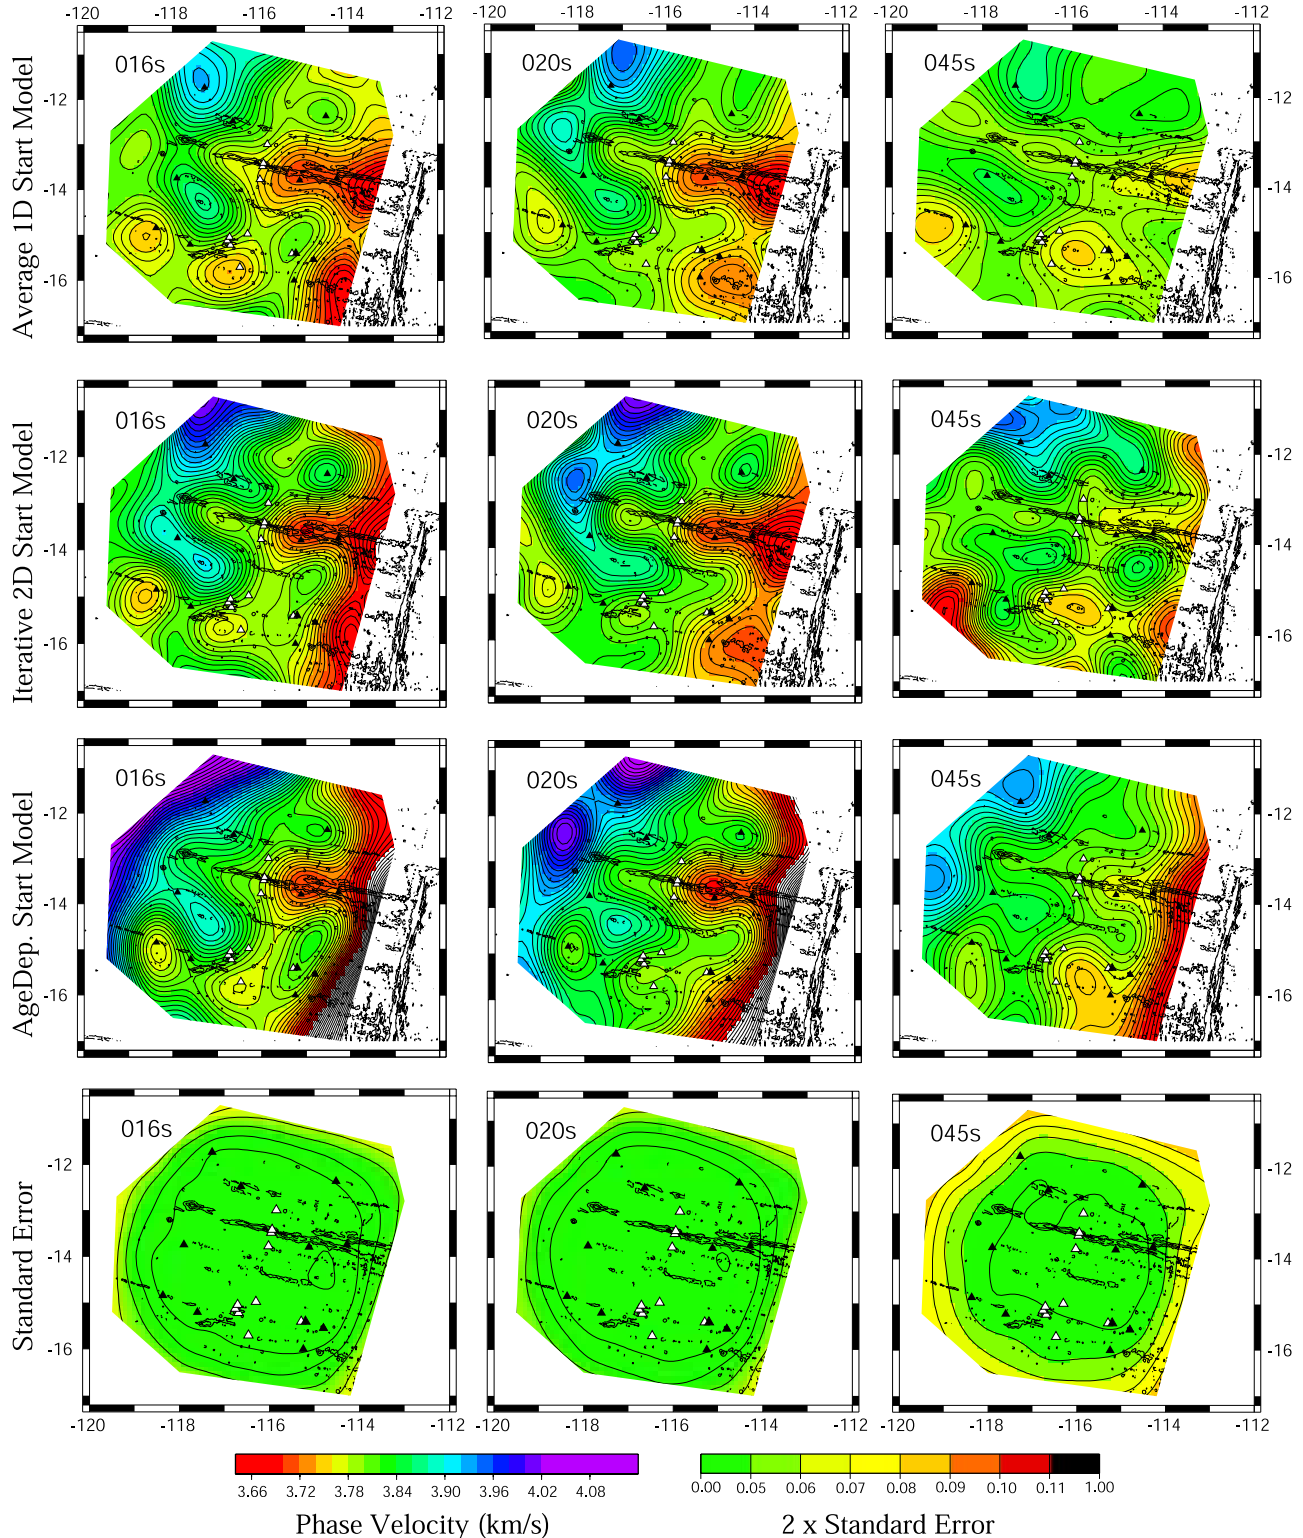 -120 -118 -116 -114 -112 -120 -118 -116 -114 -112 -120 -118 -116 -114 -112
Average 1D Start Model
016s 020s 045s
-12 -12
-14 -14
-16 -16
Iterative 2D Start Model
016s 020s 045s
-12 -12
-14 -14
-16 -16
AgeDep. Start Model
016s 020s 045s
-12 -12
-14 -14
-16 -16
Standard Error
016s 020s 045s
-12 -12
-14 -14
-16 -16
-120 -118 -116 -114 -112 -120 -118 -116 -114 -112 -120 -118 -116 -114 -112
3.66 3.72 3.78 3.84 3.90 3.96 4.02 4.08
Phase Velocity (km/s)
0.00 0.05 0.06 0.07 0.08 0.09 0.10 0.11 1.00
2 x Standard Error